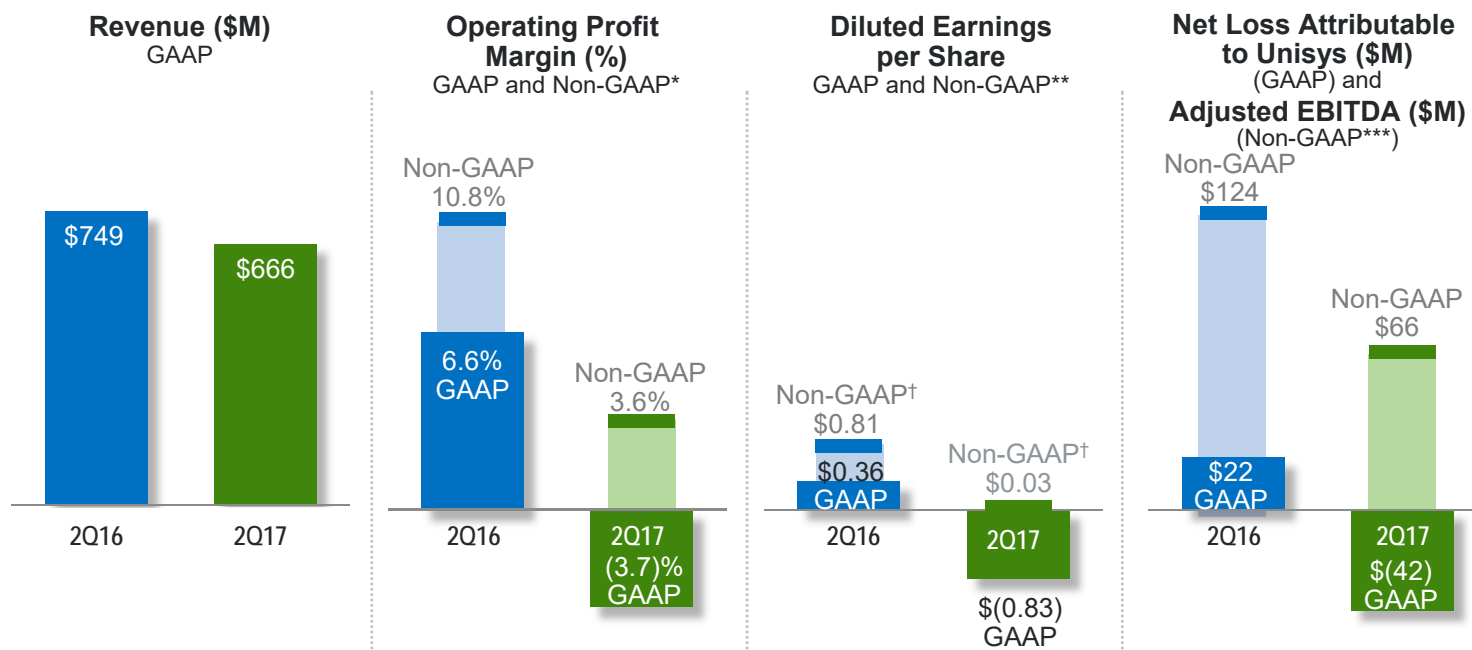 Revenue ($M)
GAAP
$749
$666
2Q16
2Q17
Operating Profit
Margin (%)
GAAP and Non-GAAP*
Non-GAAP
10.8%
6.6%
GAAP
Non-GAAP
3.6%
2Q16
2Q17
(3.7)%
GAAP
Diluted Earnings
per Share
GAAP and Non-GAAP**
Non-GAAP†
$0.81
$0.36
GAAP
Non-GAAP†
$0.03
2Q16
2Q17
$(0.83)
GAAP
Net Loss Attributable
to Unisys ($M)
(GAAP) and
Adjusted EBITDA ($M)
(Non-GAAP***)
Non-GAAP
$124
$22
GAAP
Non-GAAP
$66
2Q16
2Q17
$(42)
GAAP